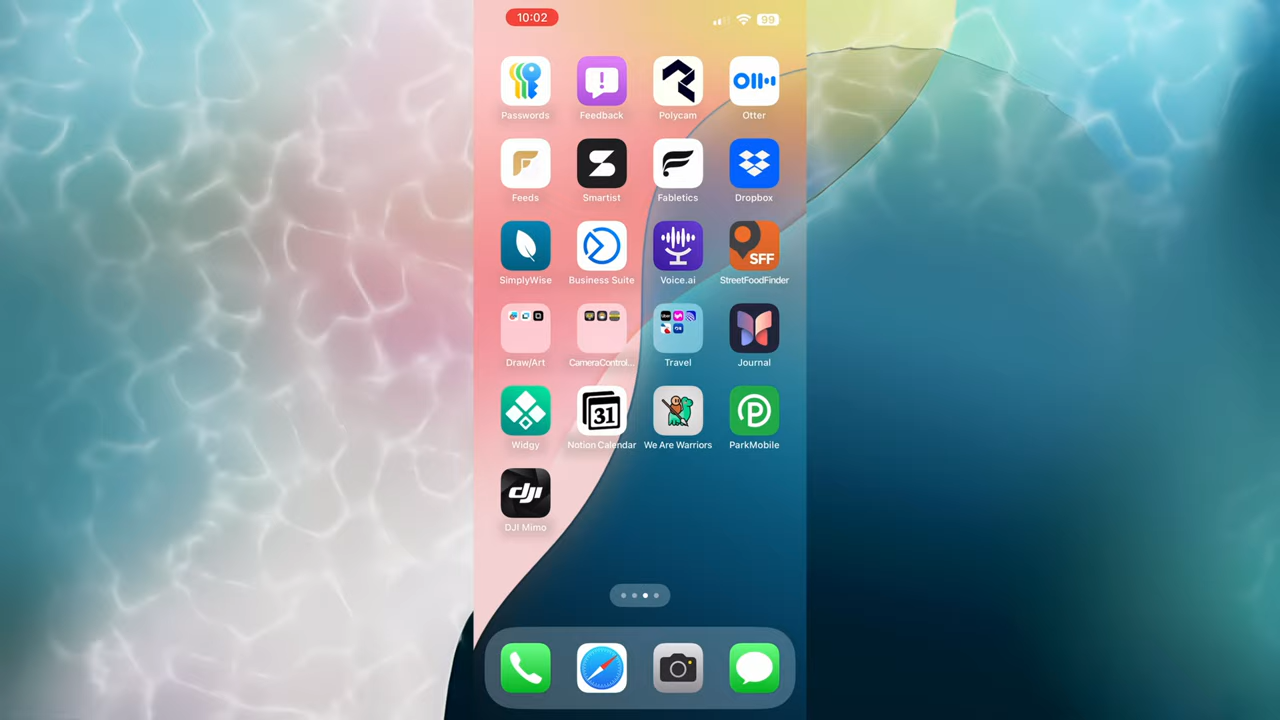 10:02
99
Passwords
Feedback
Polycam
Otter
Feeds
Smartist
Fabletics
Dropbox
SimplyWise
Business Suite
Voice.ai
SFF
StreetFoodFinder
Draw/Art
CameraControl...
Travel
Journal
31
Widgy
Notion Calendar
We Are Warriors
P
ParkMobile
dji
DJI Mimo